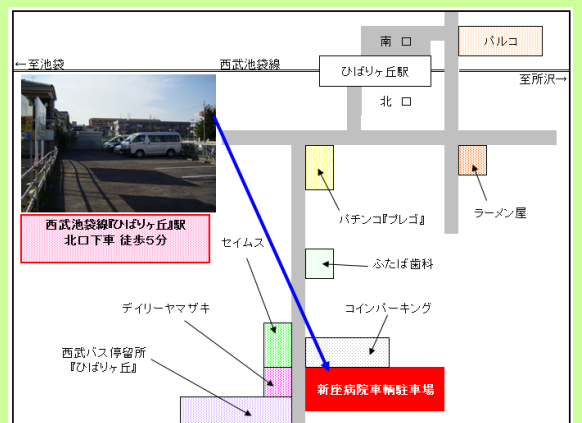 南 口
パルコ
←至池袋
西武池袋線
ひばりヶ丘駅
至所沢→
北 口
西武池袋線『ひばりヶ丘』駅
北口下車 徒歩5分
パチンコ『プレゴ』
ラーメン屋
セイムス
ふたば歯科
デイリーヤマザキ
コインパーキング
西武バス停留所
『ひばりヶ丘』
新座病院車輌駐車場